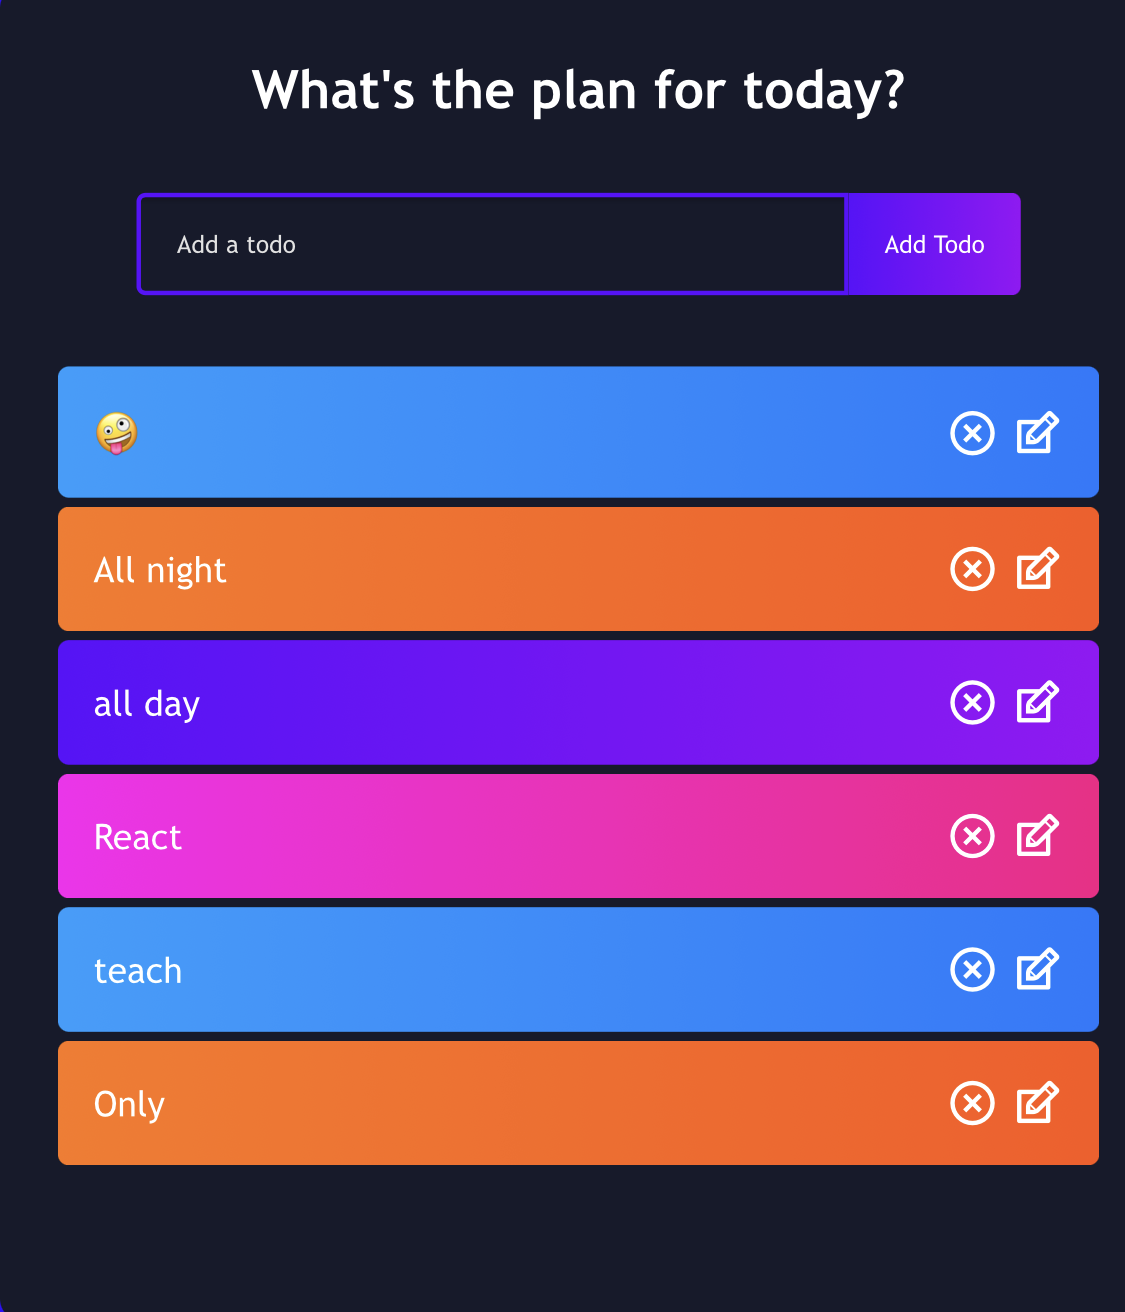 What's the plan for today?
Add a todo
Add Todo
🤪
All night
all day
React
teach
Only